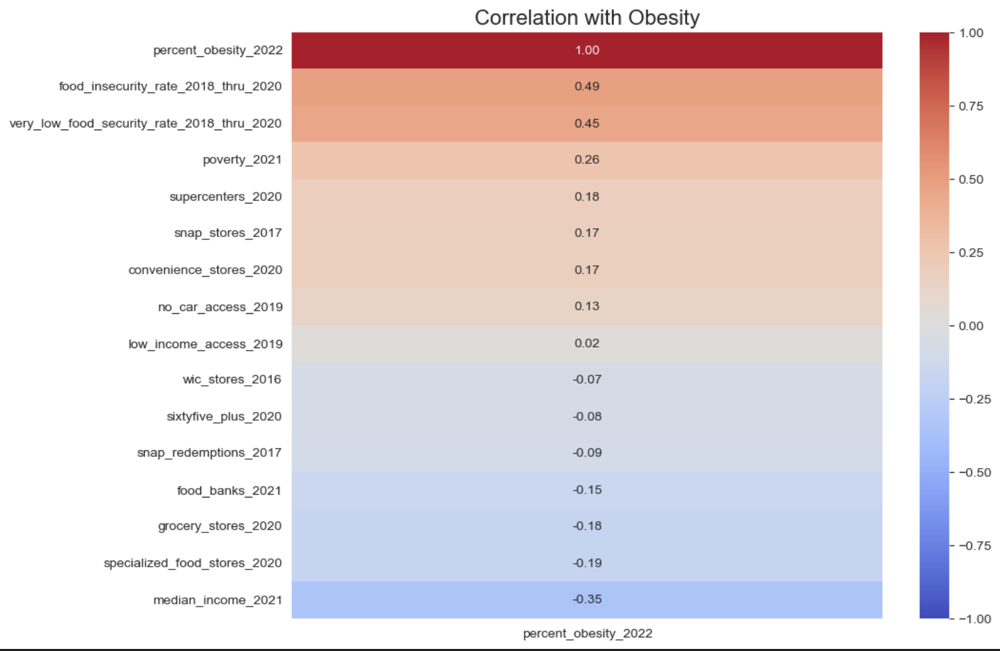 Correlation with Obesity
percent_obesity_2022 1.00
food_insecurity_rate_2018_thru_2020 0.49
very_low_food_security_rate_2018_thru_2020 0.45
poverty_2021 0.26
supercenters_2020 0.18
snap_stores_2017 0.17
convenience_stores_2020 0.17
no_car_access_2019 0.13
low_income_access_2019 0.02
wic_stores_2016 -0.07
sixtyfive_plus_2020 -0.08
snap_redemptions_2017 -0.09
food_banks_2021 -0.15
grocery_stores_2020 -0.18
specialized_food_stores_2020 -0.19
median_income_2021 -0.35
percent_obesity_2022
1.00
0.75
0.50
0.25
0.00
−0.25
−0.50
−0.75
−1.00